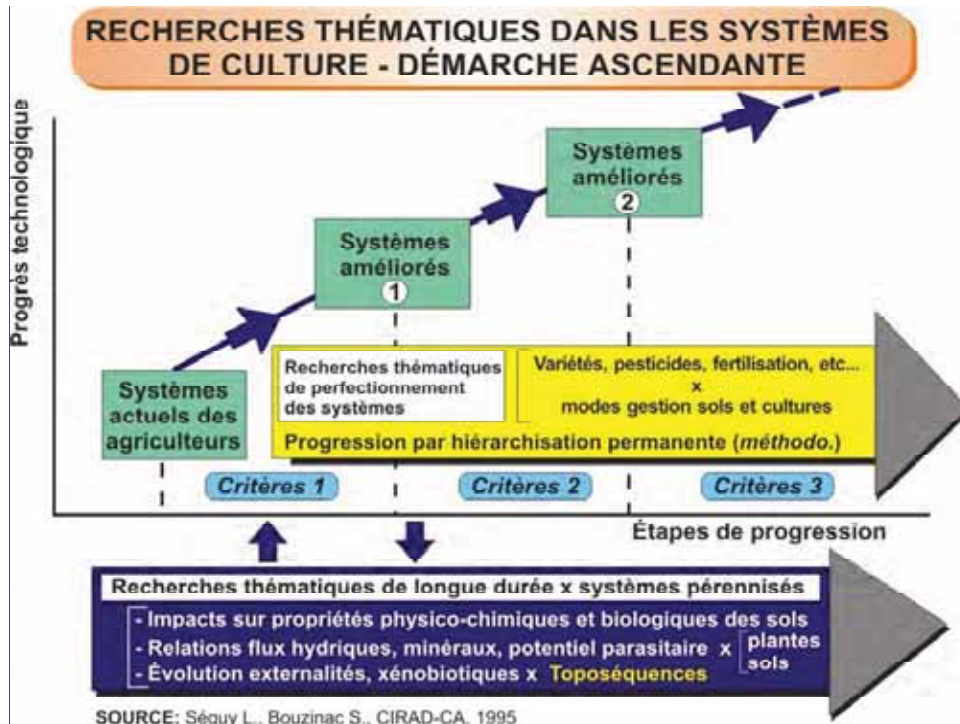 RECHERCHES THÉMATIQUES DANS LES SYSTÈMES
DE CULTURE - DÉMARCHE ASCENDANTE
Progrès technologique
Systèmes
améliorés
2
Systèmes
améliorés
1
Systèmes
actuels des
agriculteurs
Recherches thématiques
de perfectionnement
des systèmes
Variétés, pesticides, fertilisation, etc...
x
modes gestion sols et cultures
Progression par hiérarchisation permanente (méthodo.)
Critères 1
Critères 2
Critères 3
Étapes de progression
Recherches thématiques de longue durée x systèmes pérennisés
- Impacts sur propriétés physico-chimiques et biologiques des sols
- Relations flux hydriques, minéraux, potentiel parasitaire x plantes
sols
- Évolution externalités, xénobiotiques x Toposéquences
SOURCE: Séguy L., Bouzinac S., CIRAD-CA, 1995